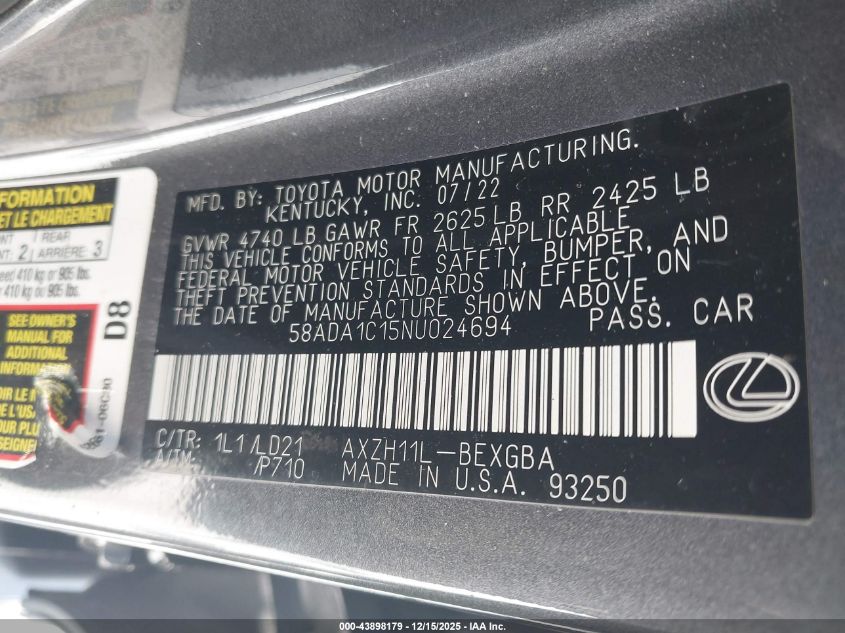 MFD. BY: TOYOTA MOTOR MANUFACTURING.
KENTUCKY, INC. 07/22
GVWR 4740 LB GAWR FR 2625 LB RR 2425 LB
THIS VEHICLE CONFORMS TO ALL APPLICABLE
FEDERAL MOTOR VEHICLE SAFETY, BUMPER, AND
THEFT PREVENTION STANDARDS IN EFFECT ON
THE DATE OF MANUFACTURE SHOWN ABOVE.
58ADA1C15NU024694 PASS. CAR
C/TR: 1L1/LD21 AXZH11L-BEXGBA
A/TM: /P710 MADE IN U.S.A. 93250
FORMATION
ET LE CHARGEMENT
2 REAR
ARRIÈRE 3
410 kg or 905 lbs.
410 kg ou 905 lbs.
SEE OWNER'S
MANUAL FOR
ADDITIONAL
INFORMATION
D8
000-43898179 - 12/15/2025 - IAA Inc.